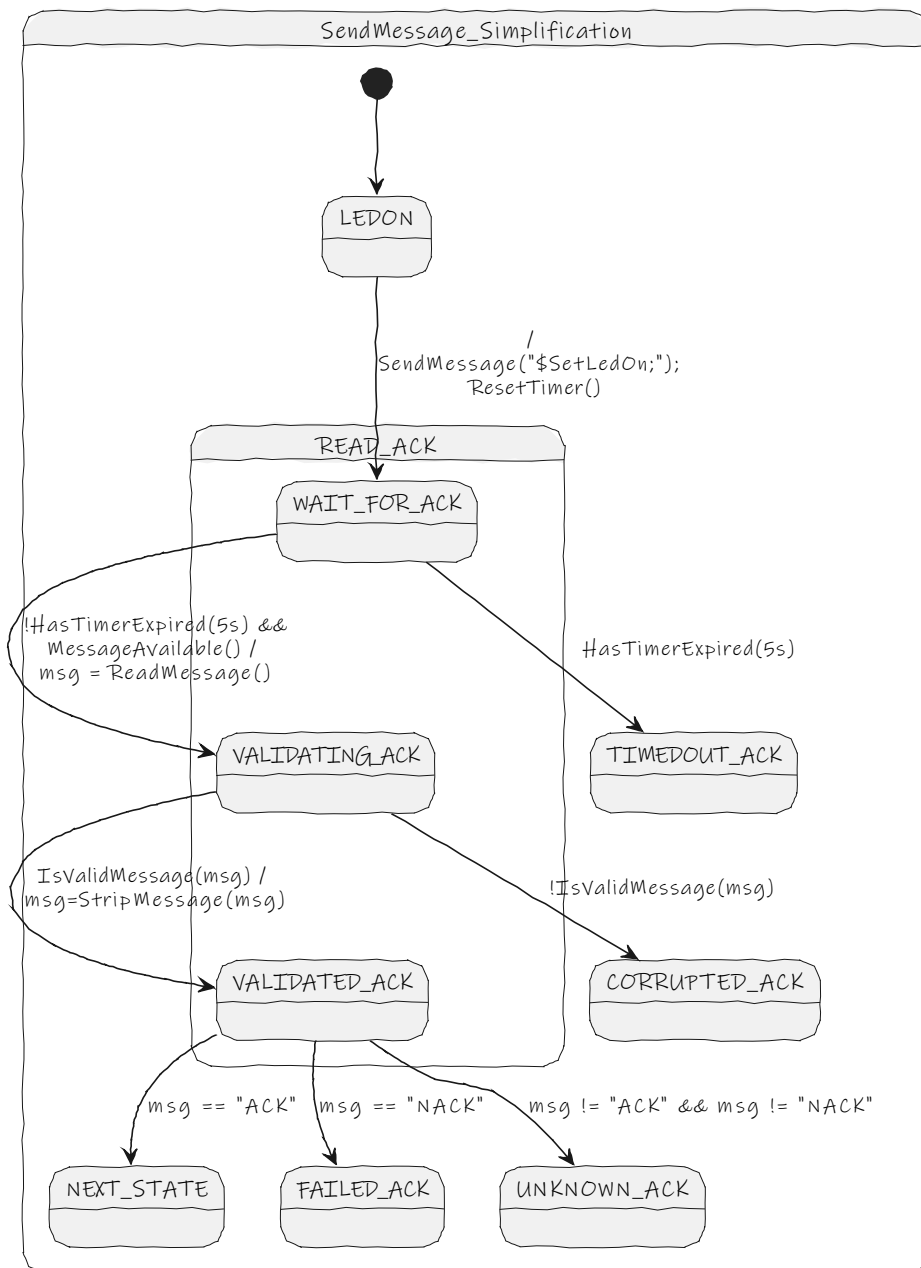 SendMessage_Simplification
LEDON
/
SendMessage("$SetLedOn;");
ResetTimer()
READ_ACK
WAIT_FOR_ACK
!HasTimerExpired(5s) &&
MessageAvailable() /
msg = ReadMessage()
HasTimerExpired(5s)
VALIDATING_ACK
TIMEDOUT_ACK
IsValidMessage(msg) /
msg=StripMessage(msg)
!IsValidMessage(msg)
VALIDATED_ACK
CORRUPTED_ACK
msg == "ACK"
msg == "NACK"
msg != "ACK" && msg != "NACK"
NEXT_STATE
FAILED_ACK
UNKNOWN_ACK